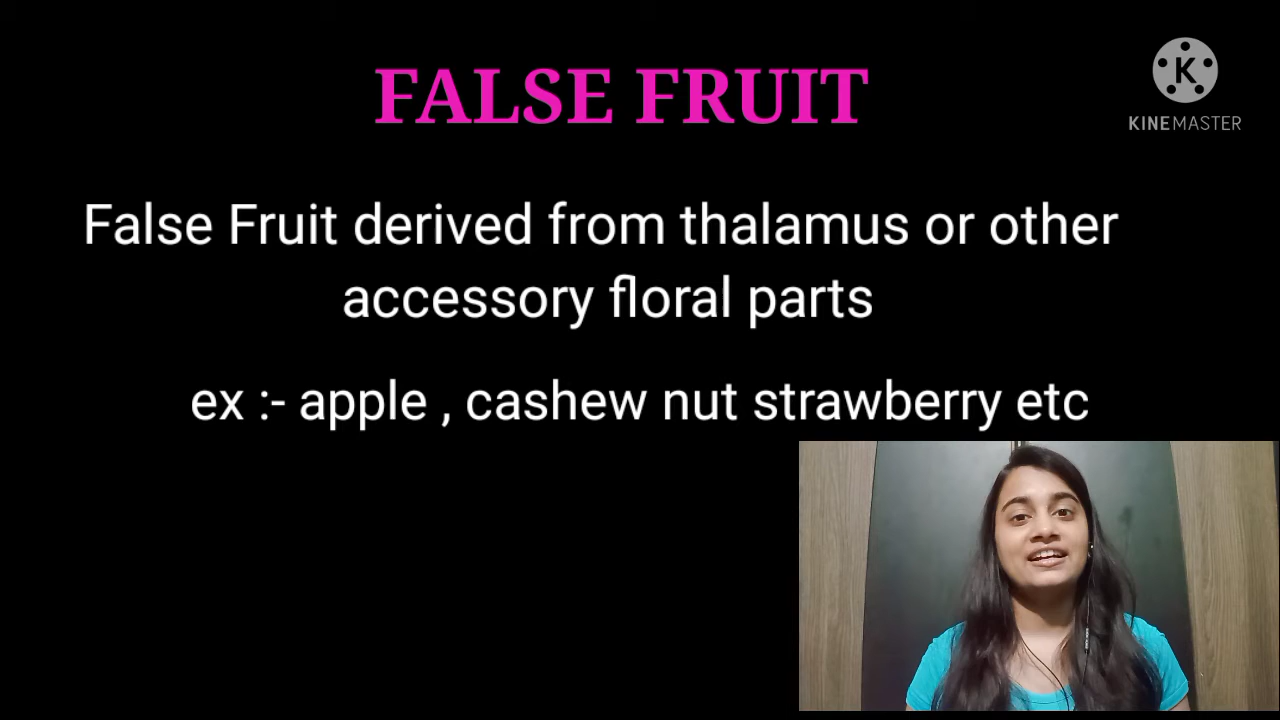 FALSE FRUIT
K
KINEMASTER
False Fruit derived from thalamus or other
accessory floral parts
ex :- apple , cashew nut strawberry etc